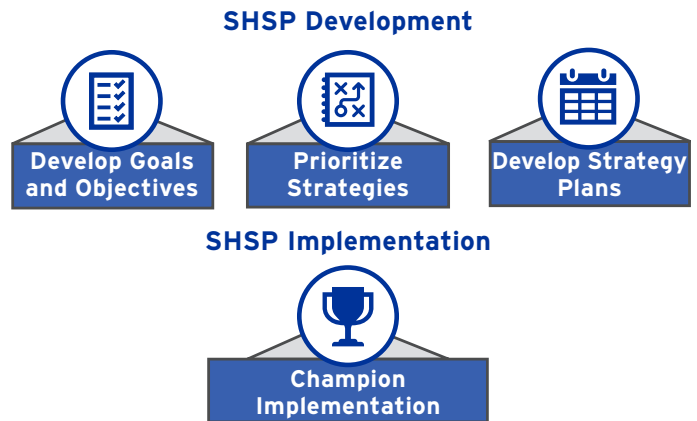 SHSP Development
Develop Goals
and Objectives
Prioritize
Strategies
Develop Strategy
Plans
SHSP Implementation
Champion
Implementation